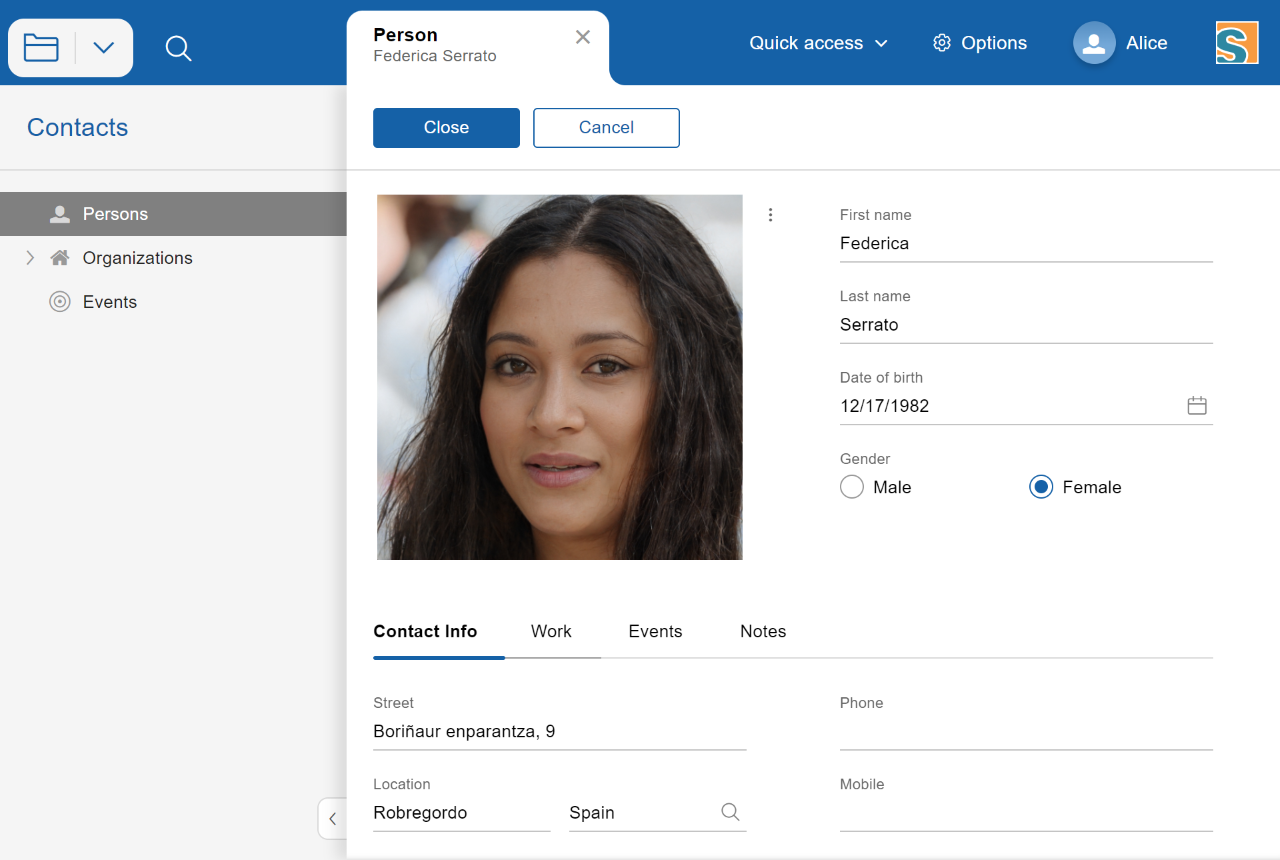 Person
Federica Serrato
Quick access
Options
Alice
Contacts
Close
Cancel
Persons
Organizations
Events
First name
Federica
Last name
Serrato
Date of birth
12/17/1982
Gender
Male
Female
Contact Info
Work
Events
Notes
Street
Boriñaur enparantza, 9
Phone
Location
Robregordo
Spain
Mobile